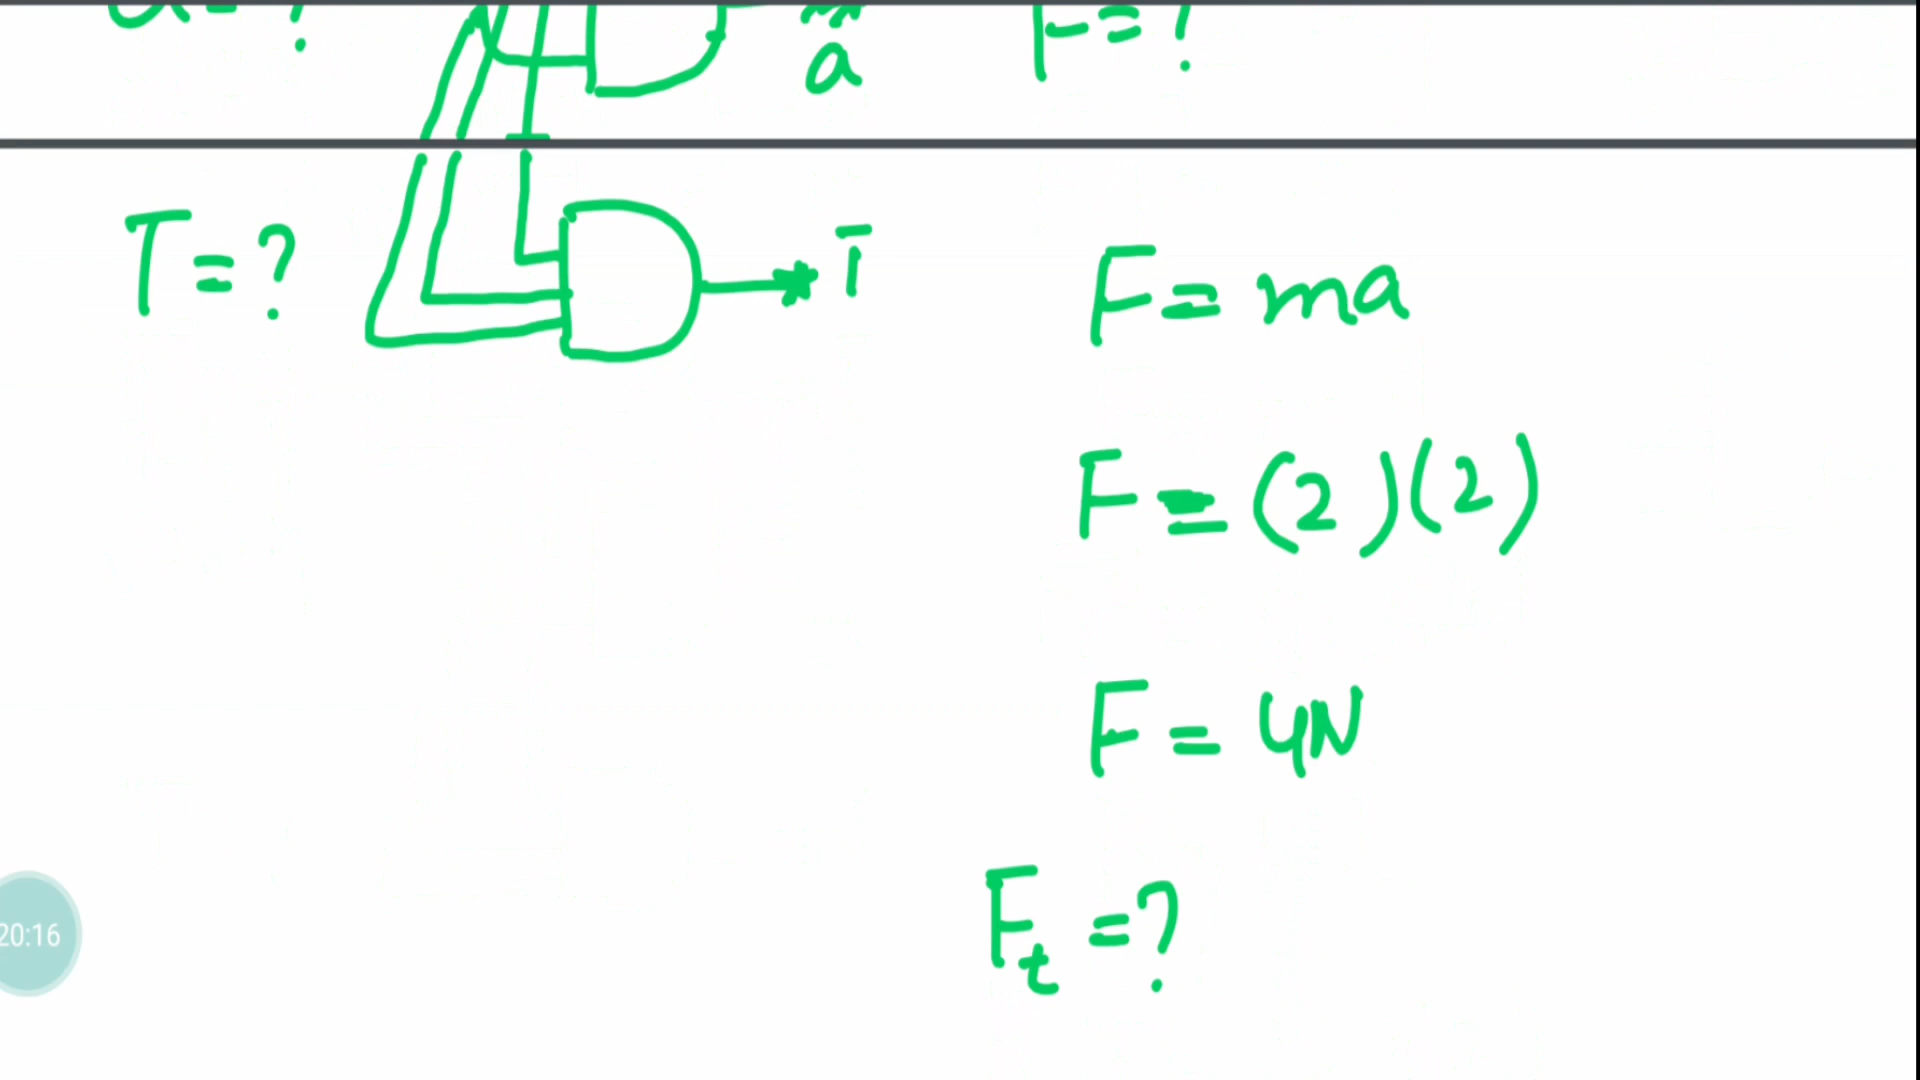 a = ?
a
F = ?
T = ?
T
F = ma
F = (2)(2)
F = 4N
Ft = ?
20:16